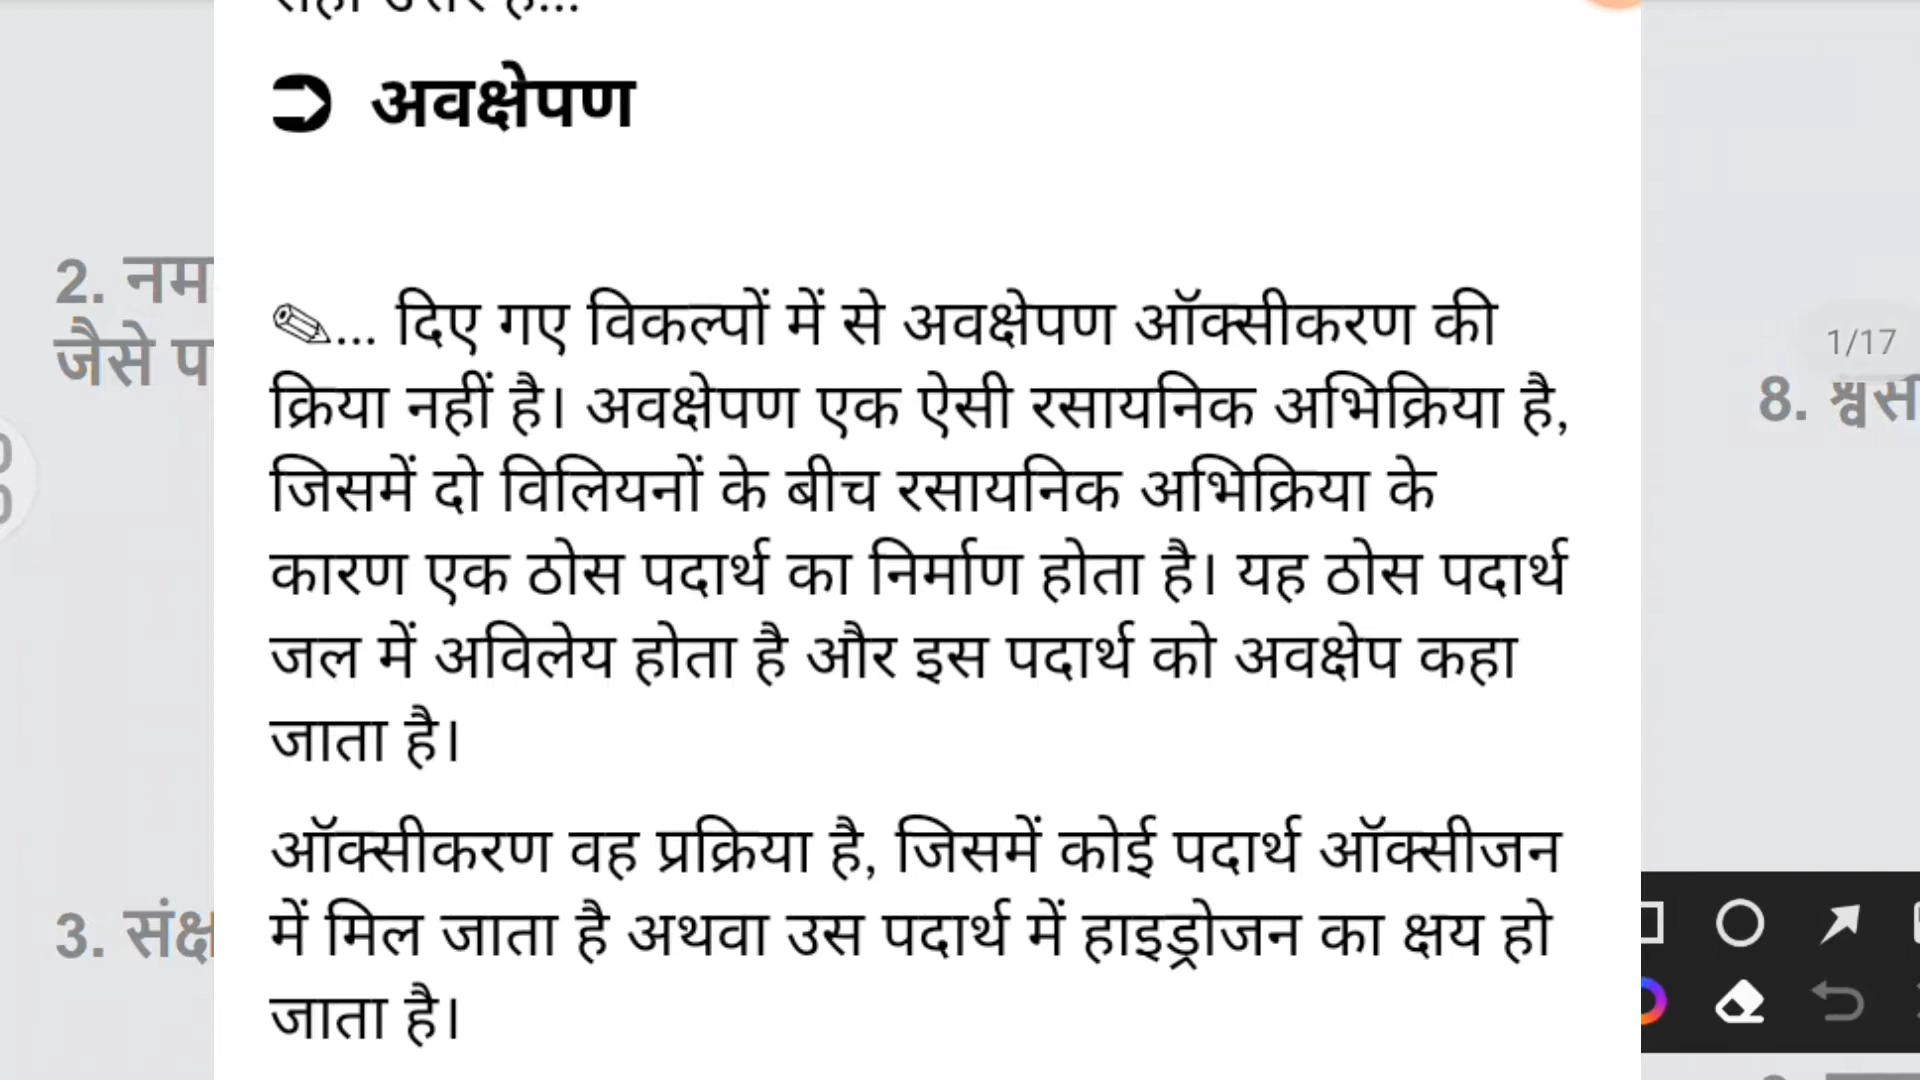 ➲ अवक्षेपण
2. नम
✎... दिए गए विकल्पों में से अवक्षेपण ऑक्सीकरण की
जैसे प
1/17
क्रिया नहीं है। अवक्षेपण एक ऐसी रसायनिक अभिक्रिया है,
8. श्वस
जिसमें दो विलियनों के बीच रसायनिक अभिक्रिया के
कारण एक ठोस पदार्थ का निर्माण होता है। यह ठोस पदार्थ
जल में अविलेय होता है और इस पदार्थ को अवक्षेप कहा
जाता है।
ऑक्सीकरण वह प्रक्रिया है, जिसमें कोई पदार्थ ऑक्सीजन
3. संक्ष
में मिल जाता है अथवा उस पदार्थ में हाइड्रोजन का क्षय हो
जाता है।